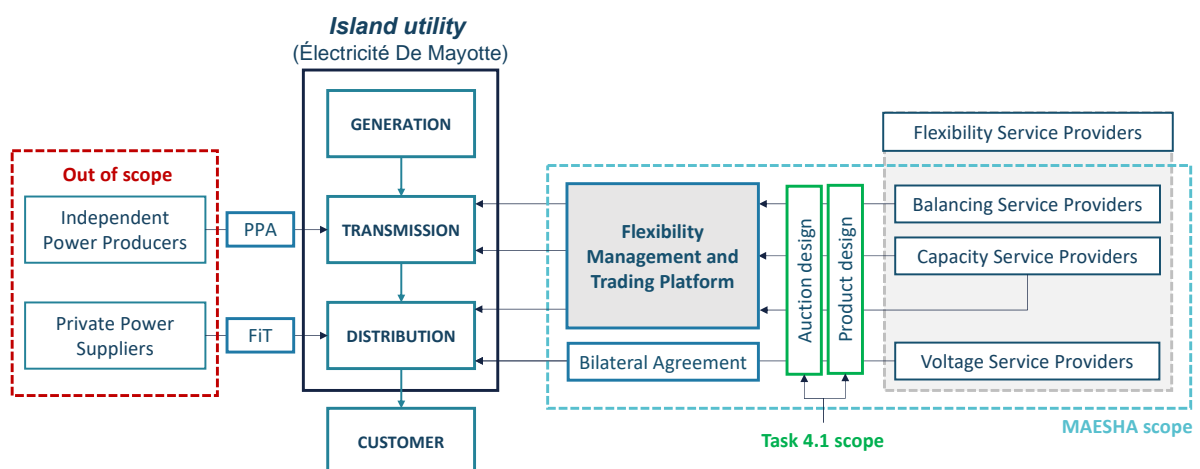 Island utility
(Électricité De Mayotte)
GENERATION
Flexibility Service Providers
Out of scope
Independent
Power Producers
PPA
TRANSMISSION
Flexibility
Management and
Trading Platform
Auction design
Product design
Balancing Service Providers
Capacity Service Providers
Private Power
Suppliers
FiT
DISTRIBUTION
Bilateral Agreement
Voltage Service Providers
CUSTOMER
Task 4.1 scope
MAESHA scope